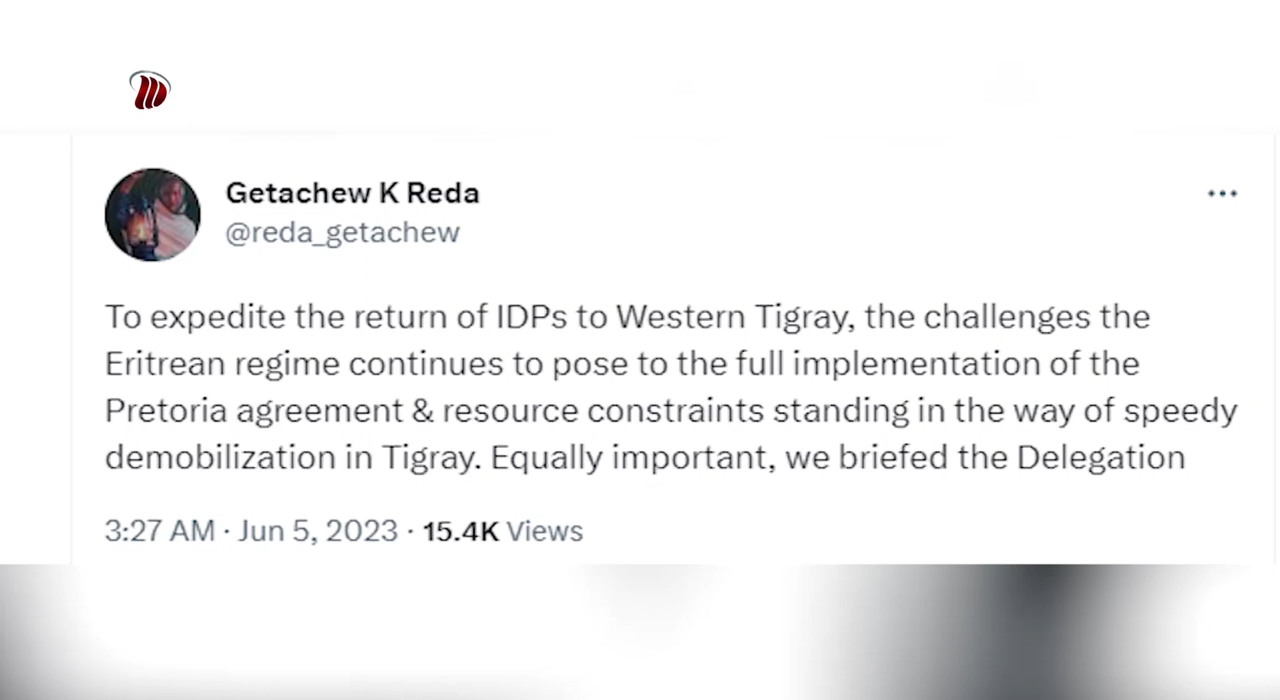 Getachew K Reda
@reda_getachew
To expedite the return of IDPs to Western Tigray, the challenges the
Eritrean regime continues to pose to the full implementation of the
Pretoria agreement & resource constraints standing in the way of speedy
demobilization in Tigray. Equally important, we briefed the Delegation
3:27 AM · Jun 5, 2023 · 15.4K Views